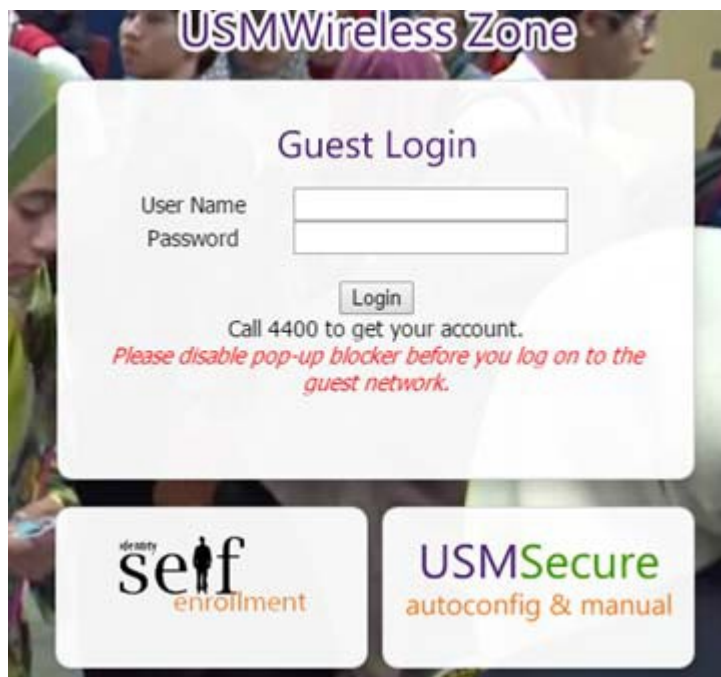 USMWireless Zone
Guest Login
User Name
Password
Login
Call 4400 to get your account.
Please disable pop-up blocker before you log on to the
guest network.
identity
self
enrollment
USMSecure
autoconfig & manual